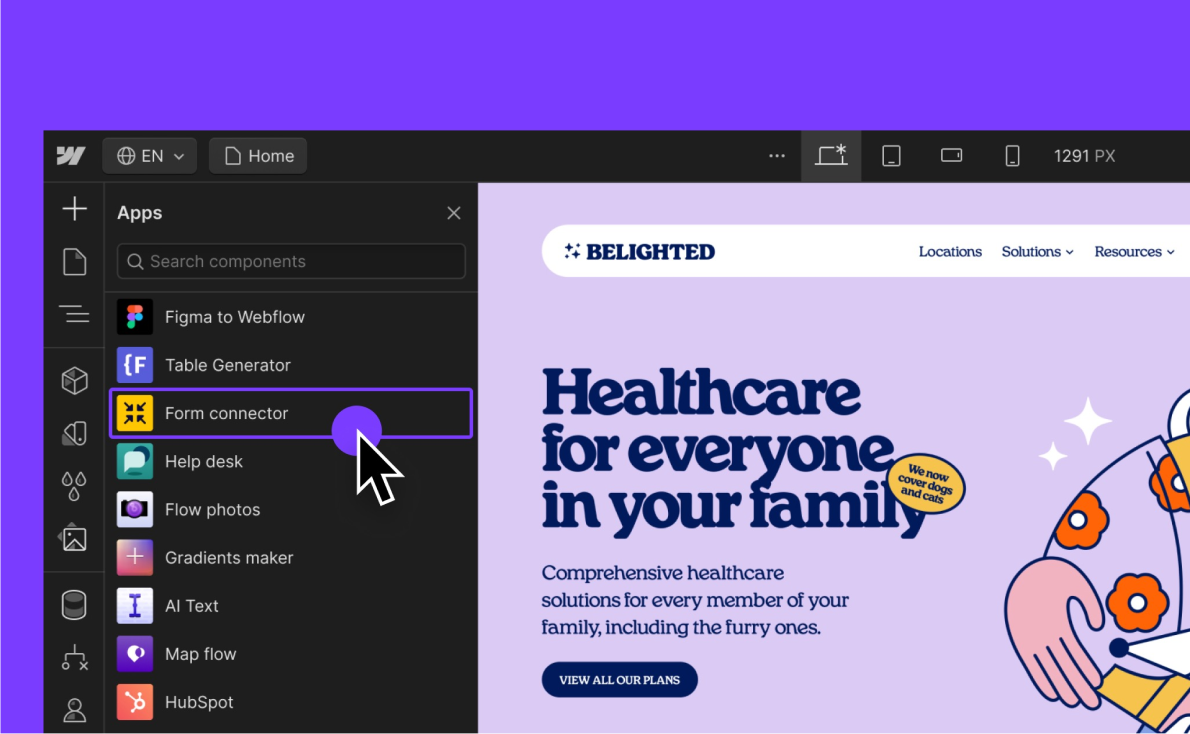 EN
Home
1291 PX
Apps
Search components
Figma to Webflow
{F
Table Generator
Form connector
Help desk
Flow photos
Gradients maker
AI Text
Map flow
HubSpot
BELIGHTED
Locations Solutions Resources
Healthcare
for everyone
in your family
We now
cover dogs
and cats
Comprehensive healthcare
solutions for every member of your
family, including the furry ones.
VIEW ALL OUR PLANS